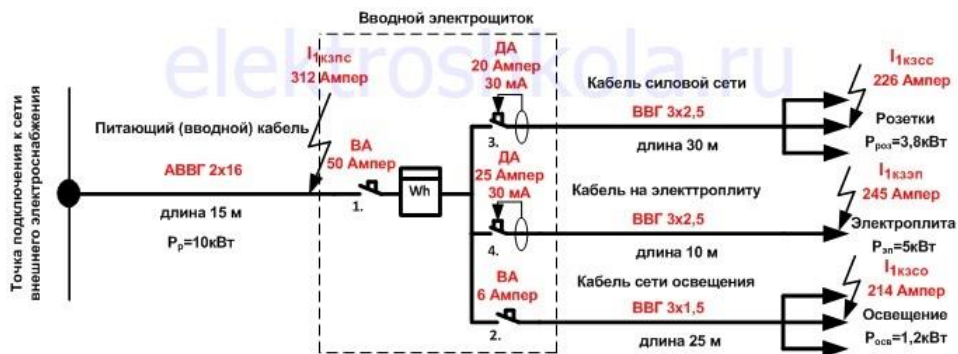 Вводной электрощиток
elektroshkola.ru
Точка подключения к сети
внешнего электроснабжения
Питающий (вводной) кабель
АВВГ 2х16
длина 15 м
Pр=10кВт
I1кзпс
312 Ампер
ВА
50 Ампер
1.
Wh
ДА
20 Ампер
30 мА
3.
Кабель силовой сети
ВВГ 3х2,5
длина 30 м
I1кзсс
226 Ампер
Розетки
Pроз=3,8кВт
ДА
25 Ампер
30 мА
4.
Кабель на электтроплиту
ВВГ 3х2,5
длина 10 м
I1кзэп
245 Ампер
Электроплита
Pэп=5кВт
ВА
6 Ампер
2.
Кабель сети освещения
ВВГ 3х1,5
длина 25 м
I1кзсо
214 Ампер
Освещение
Pосв=1,2кВт